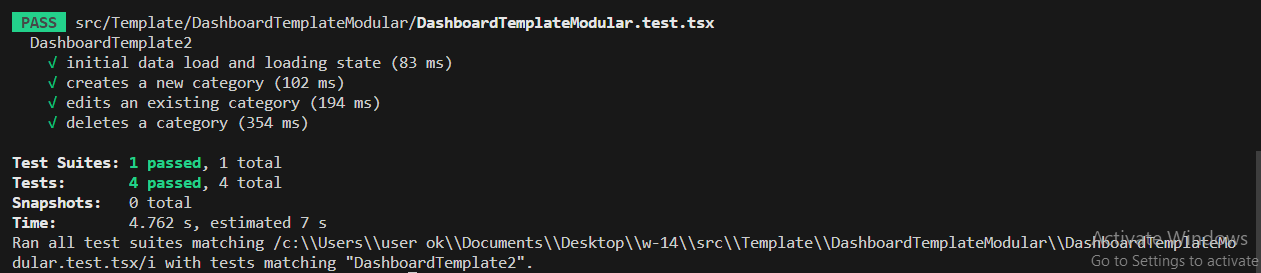 PASS src/Template/DashboardTemplateModular/DashboardTemplateModular.test.tsx
DashboardTemplate2
√ initial data load and loading state (83 ms)
√ creates a new category (102 ms)
√ edits an existing category (194 ms)
√ deletes a category (354 ms)
Test Suites: 1 passed, 1 total
Tests: 4 passed, 4 total
Snapshots: 0 total
Time: 4.762 s, estimated 7 s
Ran all test suites matching /c:\\Users\\user ok\\Documents\\Desktop\\w-14\\src\\Template\\DashboardTemplateModular\\DashboardTemplateMo
dular.test.tsx/i with tests matching "DashboardTemplate2".
Activate Windows
Go to Settings to activate